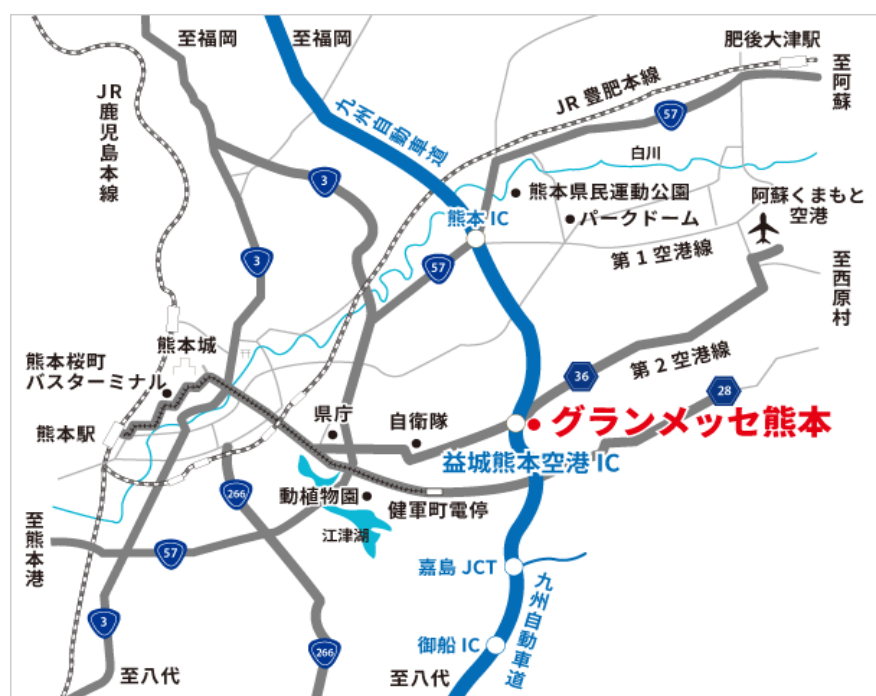 至福岡
至福岡
肥後大津駅
至阿蘇
JR鹿児島本線
九州自動車道
JR 豊肥本線
57
3
白川
熊本県民運動公園
阿蘇くまもと
空港
パークドーム
熊本 IC
第1空港線
3
57
至西原村
熊本城
熊本桜町
バスターミナル
第2空港線
36
28
県庁
自衛隊
グランメッセ熊本
熊本駅
益城熊本空港 IC
266
動植物園
健軍町電停
江津湖
至熊本港
57
嘉島 JCT
九州自動車道
3
御船 IC
266
至八代
至八代